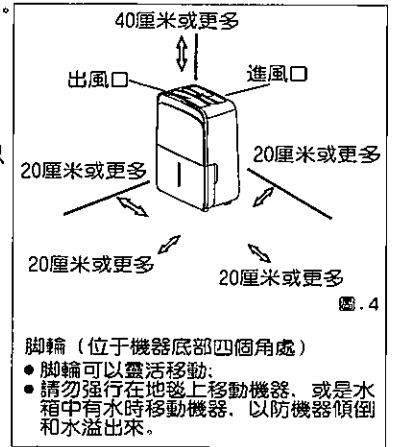 40厘米或更多
出風口
進風口
20厘米或更多
20厘米或更多
20厘米或更多
20厘米或更多
圖.4
脚輪（位于機器底部四個角處）
● 脚輪可以靈活移動;
● 請勿强行在地毯上移動機器，或是水
箱中有水時移動機器，以防機器傾倒
和水溢出來。